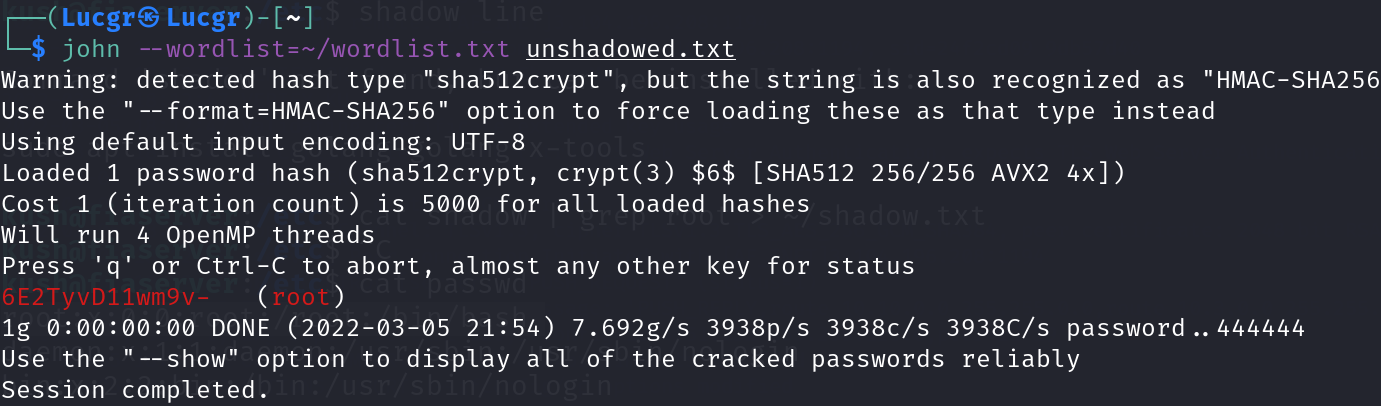 ┌──(Lucgr㉿Lucgr)-[~]
└─$ john --wordlist=~/wordlist.txt unshadowed.txt
Warning: detected hash type "sha512crypt", but the string is also recognized as "HMAC-SHA256
Use the "--format=HMAC-SHA256" option to force loading these as that type instead
Using default input encoding: UTF-8
Loaded 1 password hash (sha512crypt, crypt(3) $6$ [SHA512 256/256 AVX2 4x])
Cost 1 (iteration count) is 5000 for all loaded hashes
Will run 4 OpenMP threads
Press 'q' or Ctrl-C to abort, almost any other key for status
6E2TyvD11wm9v- (root)
1g 0:00:00:00 DONE (2022-03-05 21:54) 7.692g/s 3938p/s 3938c/s 3938C/s password..444444
Use the "--show" option to display all of the cracked passwords reliably
Session completed.